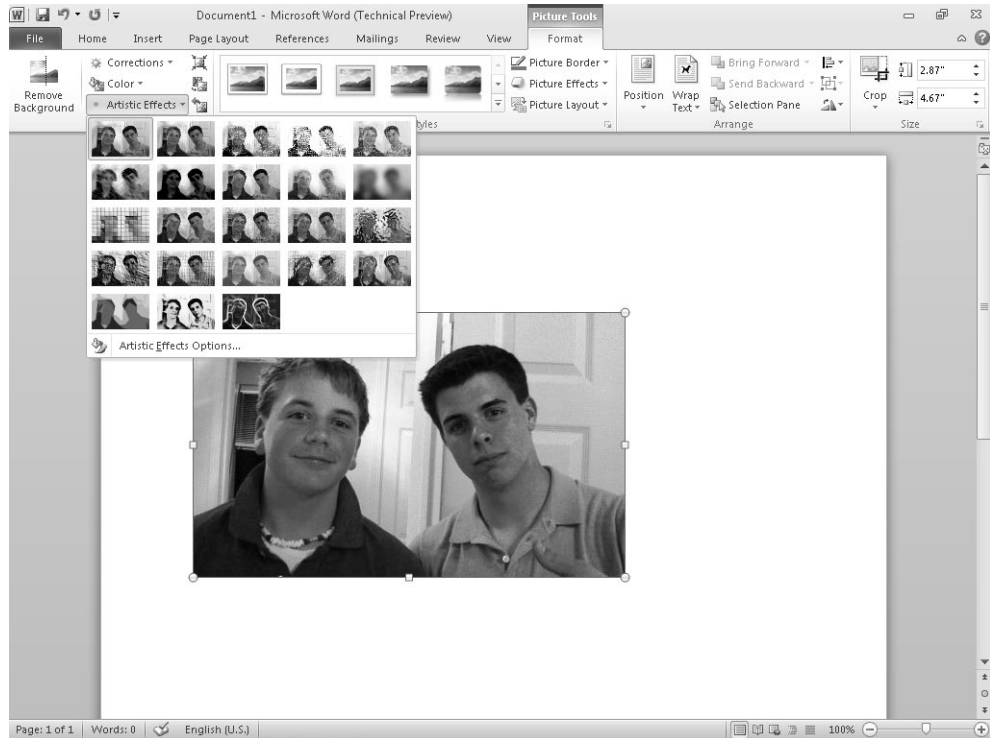 Document1 - Microsoft Word (Technical Preview)
Picture Tools
File Home Insert Page Layout References Mailings Review View Format
Remove Background
Corrections
Color
Artistic Effects
Picture Border
Picture Effects
Picture Layout
Position
Wrap Text
Bring Forward
Send Backward
Selection Pane
Crop
2.87"
4.67"
tyles
Arrange
Size
Artistic Effects Options...
Page: 1 of 1 Words: 0 English (U.S.) 100%